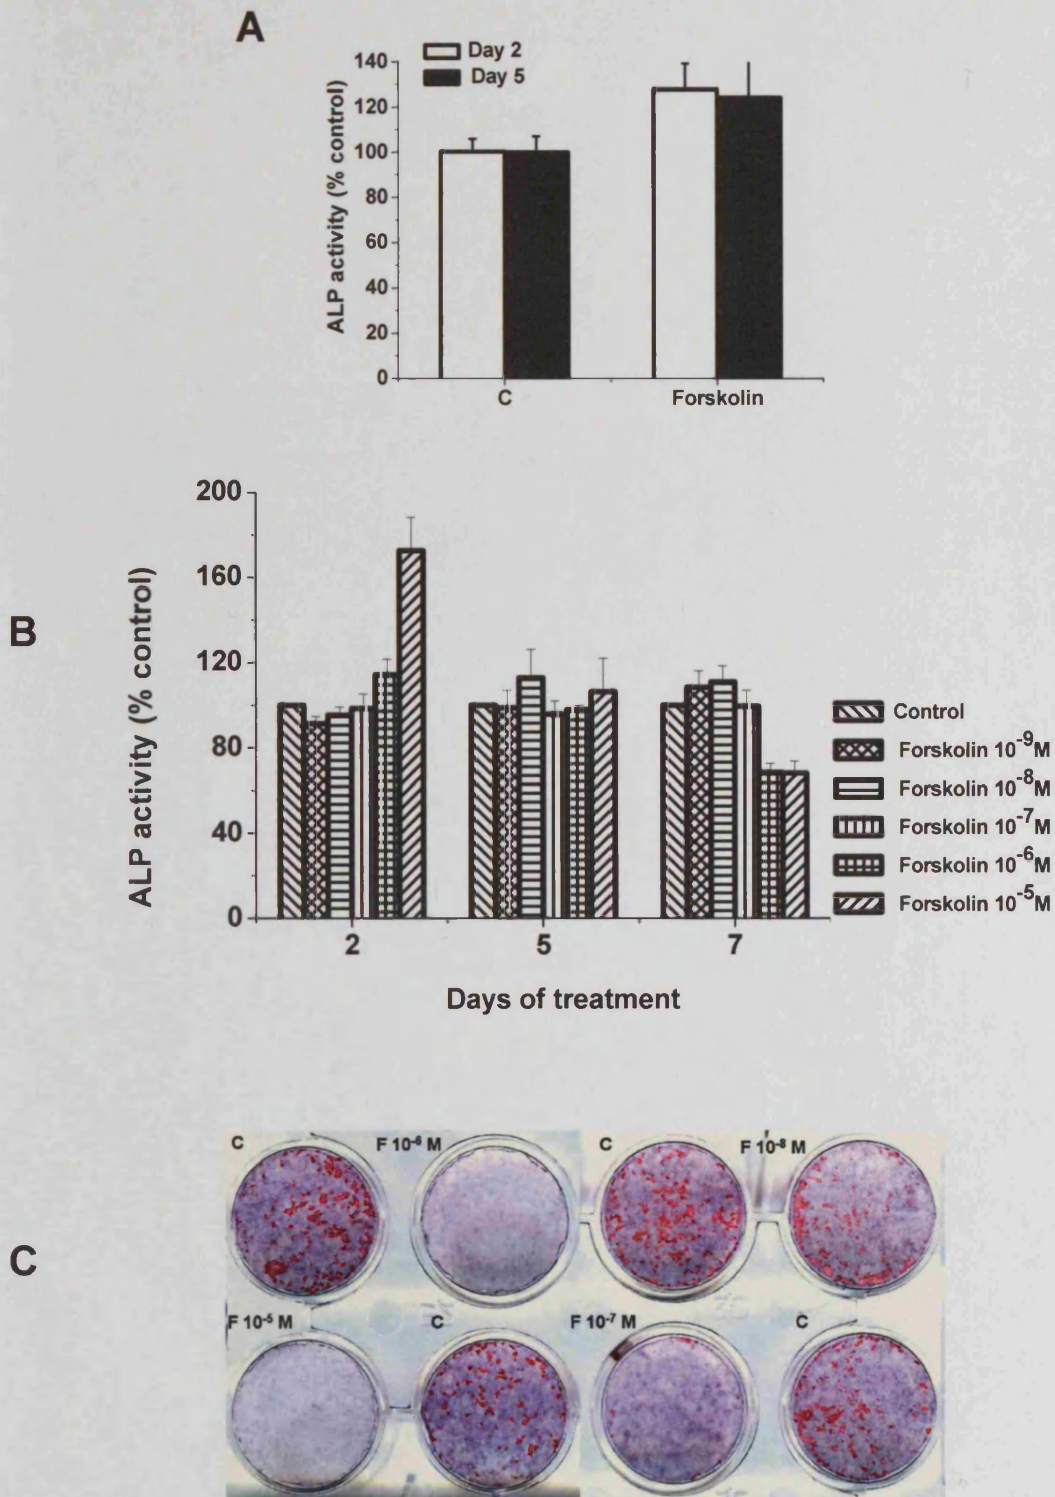 A
Day 2
Day 5
140
120
100
80
60
40
20
0
ALP activity (% control)
C
Forskolin
B
200
160
120
80
40
0
ALP activity (% control)
2
5
7
Days of treatment
Control
Forskolin 10⁻⁹M
Forskolin 10⁻⁸M
Forskolin 10⁻⁷M
Forskolin 10⁻⁶M
Forskolin 10⁻⁵M
C
C
F 10⁻⁶ M
C
F 10⁻⁸ M
F 10⁻⁵ M
C
F 10⁻⁷ M
C